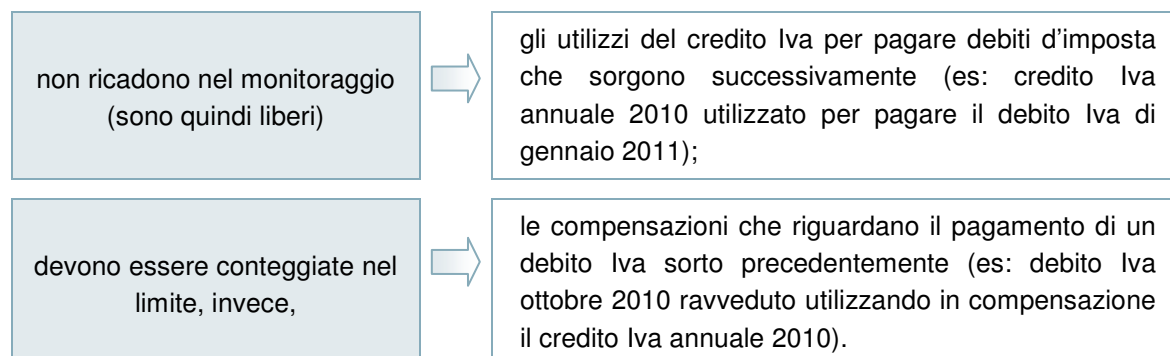 non ricadono nel monitoraggio
(sono quindi liberi)
gli utilizzi del credito Iva per pagare debiti d'imposta
che sorgono successivamente (es: credito Iva
annuale 2010 utilizzato per pagare il debito Iva di
gennaio 2011);
devono essere conteggiate nel
limite, invece,
le compensazioni che riguardano il pagamento di un
debito Iva sorto precedentemente (es: debito Iva
ottobre 2010 ravveduto utilizzando in compensazione
il credito Iva annuale 2010).